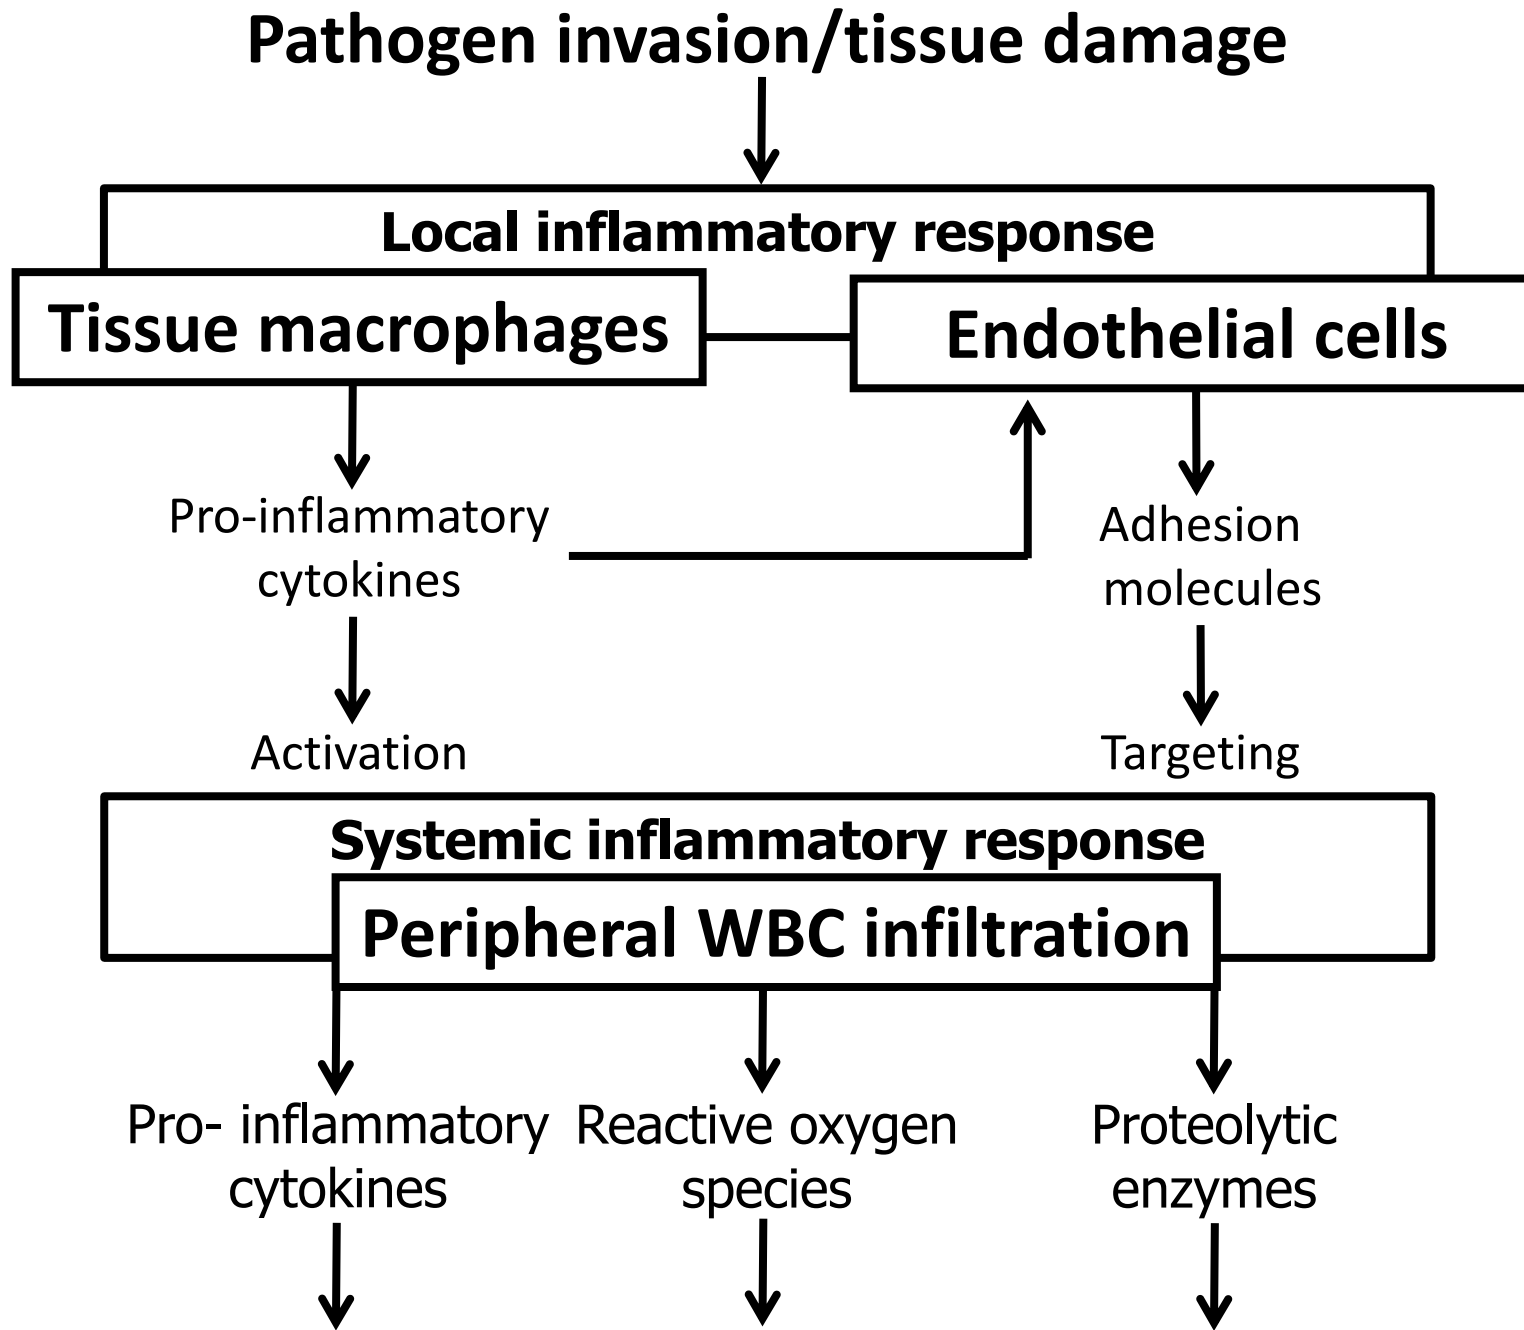 Pathogen invasion/tissue damage
Local inflammatory response
Tissue macrophages
Endothelial cells
Pro-inflammatory
cytokines
Adhesion
molecules
Activation
Targeting
Systemic inflammatory response
Peripheral WBC infiltration
Pro- inflammatory
cytokines
Reactive oxygen
species
Proteolytic
enzymes